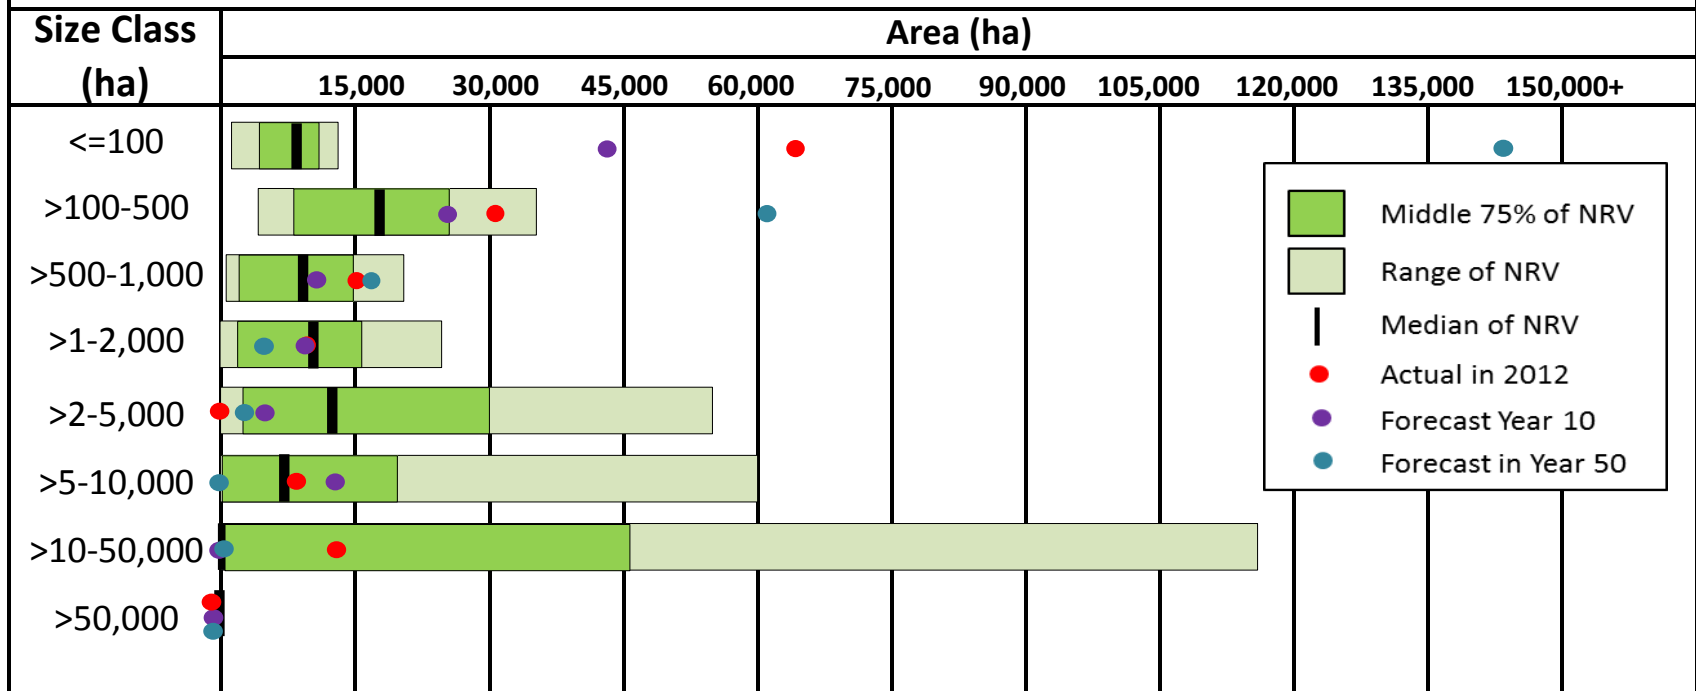 Size Class
(ha)
Area (ha)
15,000 30,000 45,000 60,000 75,000 90,000 105,000 120,000 135,000 150,000+
<=100
>100-500
>500-1,000
>1-2,000
>2-5,000
>5-10,000
>10-50,000
>50,000
Middle 75% of NRV
Range of NRV
Median of NRV
Actual in 2012
Forecast Year 10
Forecast in Year 50